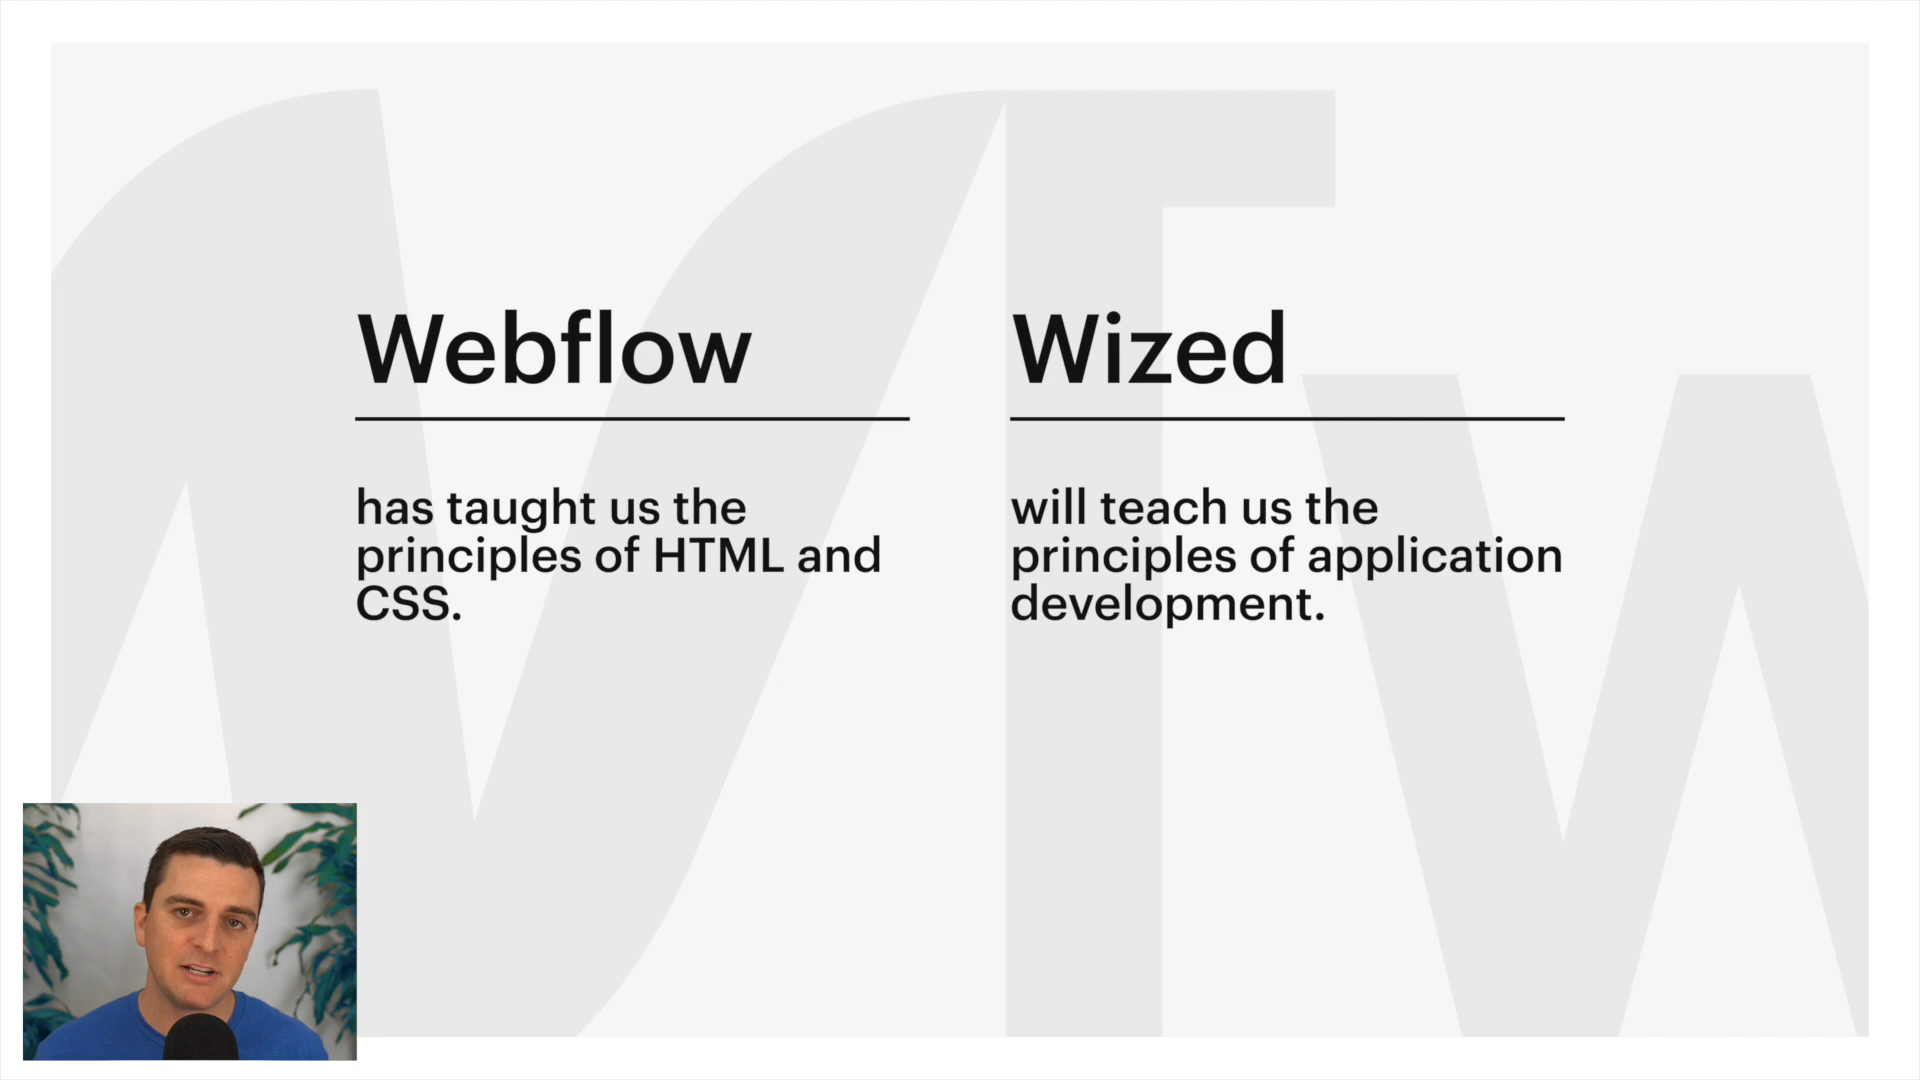 Webflow
has taught us the
principles of HTML and
CSS.
Wized
will teach us the
principles of application
development.